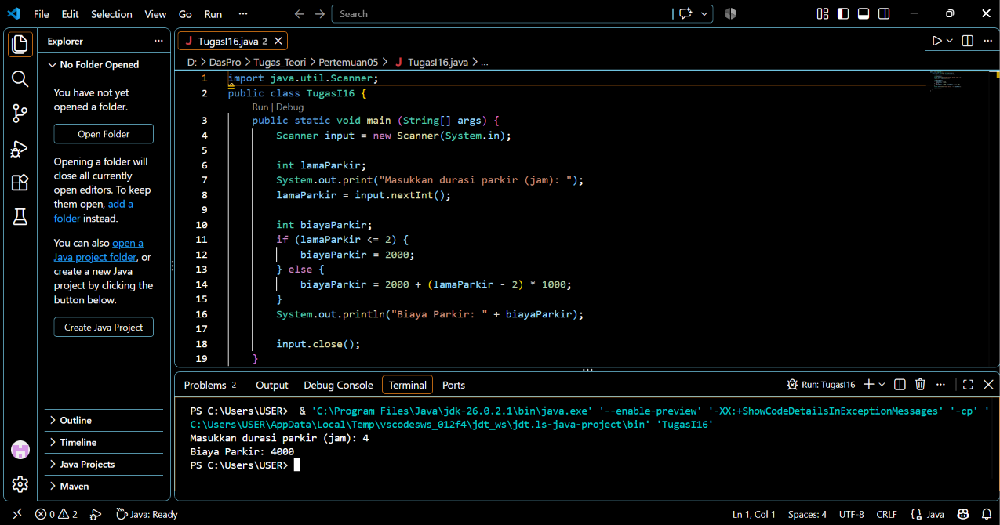 File Edit Selection View Go Run ··· Search
Explorer ···
No Folder Opened
You have not yet
opened a folder.
Open Folder
Opening a folder will
close all currently
open editors. To keep
them open, add a
folder instead.
You can also open a
Java project folder, or
create a new Java
project by clicking the
button below.
Create Java Project
Outline
Timeline
Java Projects
Maven
J TugasI16.java 2
D: > DasPro > Tugas_Teori > Pertemuan05 > J TugasI16.java > ...
1 import java.util.Scanner;
2 public class TugasI16 {
Run | Debug
3 public static void main (String[] args) {
4 Scanner input = new Scanner(System.in);
5
6 int lamaParkir;
7 System.out.print("Masukkan durasi parkir (jam): ");
8 lamaParkir = input.nextInt();
9
10 int biayaParkir;
11 if (lamaParkir <= 2) {
12 biayaParkir = 2000;
13 } else {
14 biayaParkir = 2000 + (lamaParkir - 2) * 1000;
15 }
16 System.out.println("Biaya Parkir: " + biayaParkir);
17
18 input.close();
19 }
Problems 2 Output Debug Console Terminal Ports Run: TugasI16
PS C:\Users\USER> & 'C:\Program Files\Java\jdk-26.0.2.1\bin\java.exe' '--enable-preview' '-XX:+ShowCodeDetailsInExceptionMessages' '-cp' '
C:\Users\USER\AppData\Local\Temp\vscodesws_012f4\jdt_ws\jdt.ls-java-project\bin' 'TugasI16'
Masukkan durasi parkir (jam): 4
Biaya Parkir: 4000
PS C:\Users\USER>
0 2 Java: Ready Ln 1, Col 1 Spaces: 4 UTF-8 CRLF {} Java